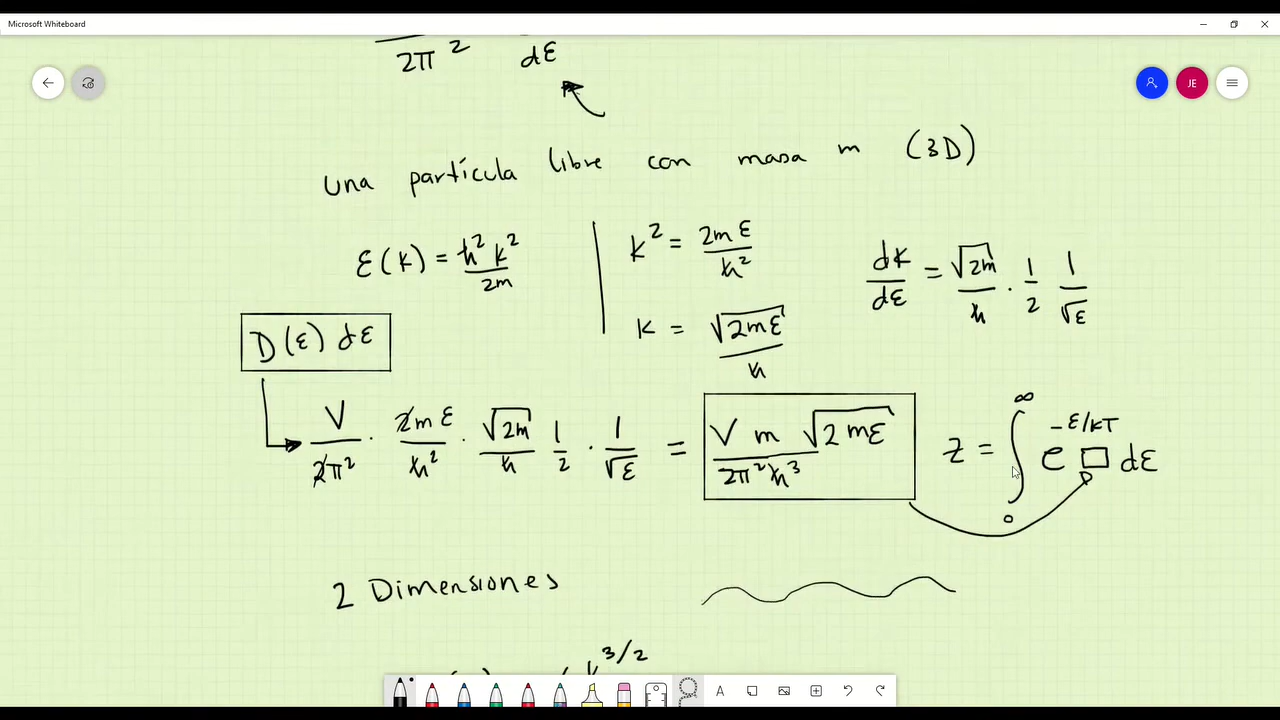 Microsoft Whiteboard
2π² dε
JE
Una partícula libre con masa m (3D)
ε(k) = ħ²k²/2m
k² = 2mε/ħ²
dk/dε = √2m/ħ · 1/2 1/√ε
k = √2mε/ħ
D(ε) dε
V/2π² · 2mε/ħ² · √2m/ħ 1/2 · 1/√ε = V m √2mε/2π²ħ³
z = ∫₀^∞ e^-ε/kT □ dε
2 Dimensiones
k^3/2
A